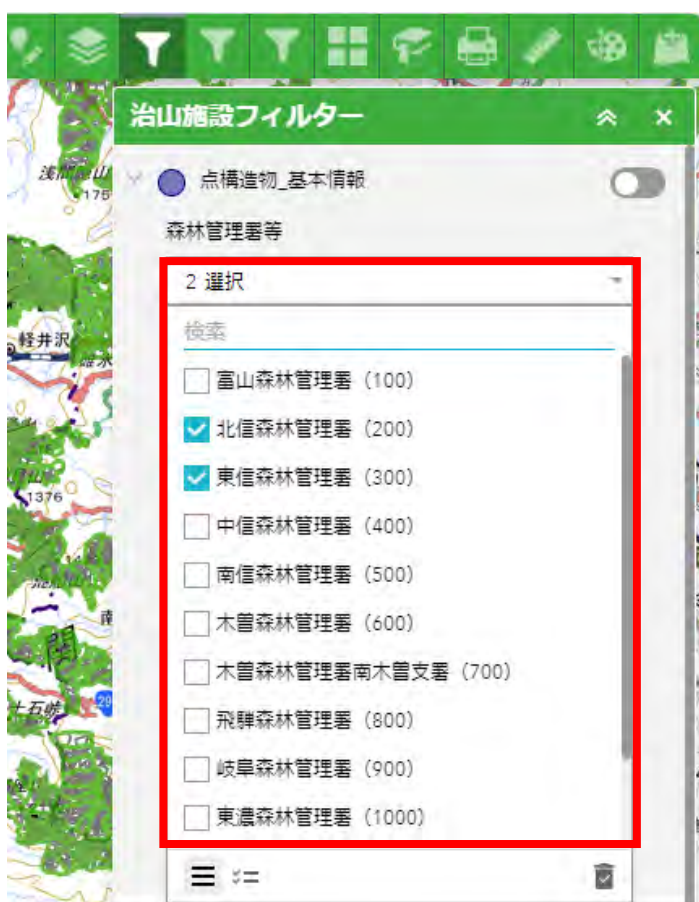 治山施設フィルター
点構造物_基本情報
森林管理署等
2 選択
検索
富山森林管理署（100）
北信森林管理署（200）
東信森林管理署（300）
中信森林管理署（400）
南信森林管理署（500）
木曽森林管理署（600）
木曽森林管理署南木曽支署（700）
飛騨森林管理署（800）
岐阜森林管理署（900）
東濃森林管理署（1000）
175
軽井沢
1376
南
関
十石峠
29